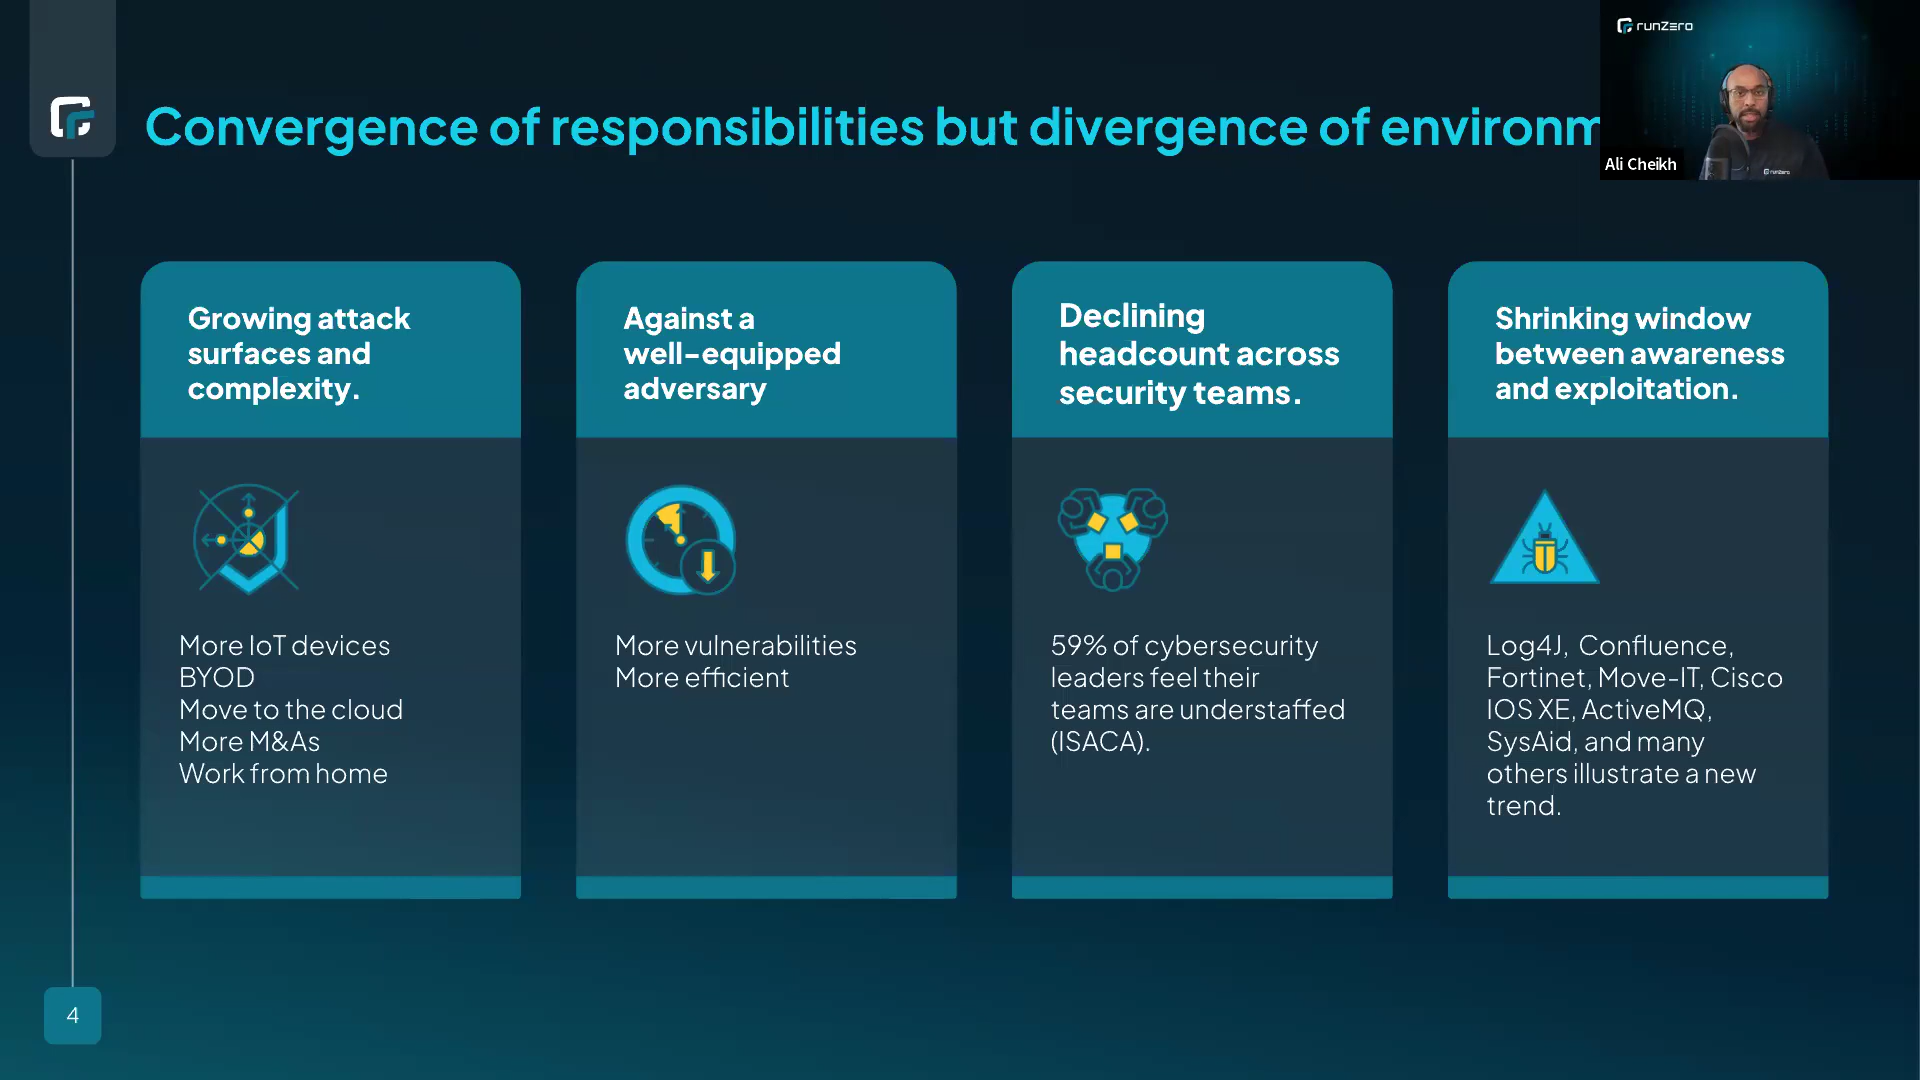 runZero
Convergence of responsibilities but divergence of environm
Ali Cheikh
runZero
Growing attack
surfaces and
complexity.
More IoT devices
BYOD
Move to the cloud
More M&As
Work from home
Against a
well-equipped
adversary
More vulnerabilities
More efficient
Declining
headcount across
security teams.
59% of cybersecurity
leaders feel their
teams are understaffed
(ISACA).
Shrinking window
between awareness
and exploitation.
Log4J, Confluence,
Fortinet, Move-IT, Cisco
IOS XE, ActiveMQ,
SysAid, and many
others illustrate a new
trend.
4